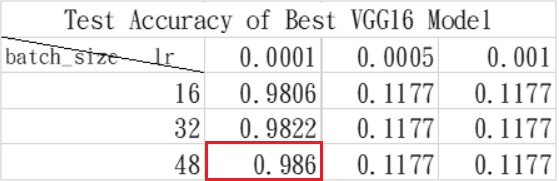 Test Accuracy of Best VGG16 Model
batch_size lr 0.0001 0.0005 0.001
16 0.9806 0.1177 0.1177
32 0.9822 0.1177 0.1177
48 0.986 0.1177 0.1177